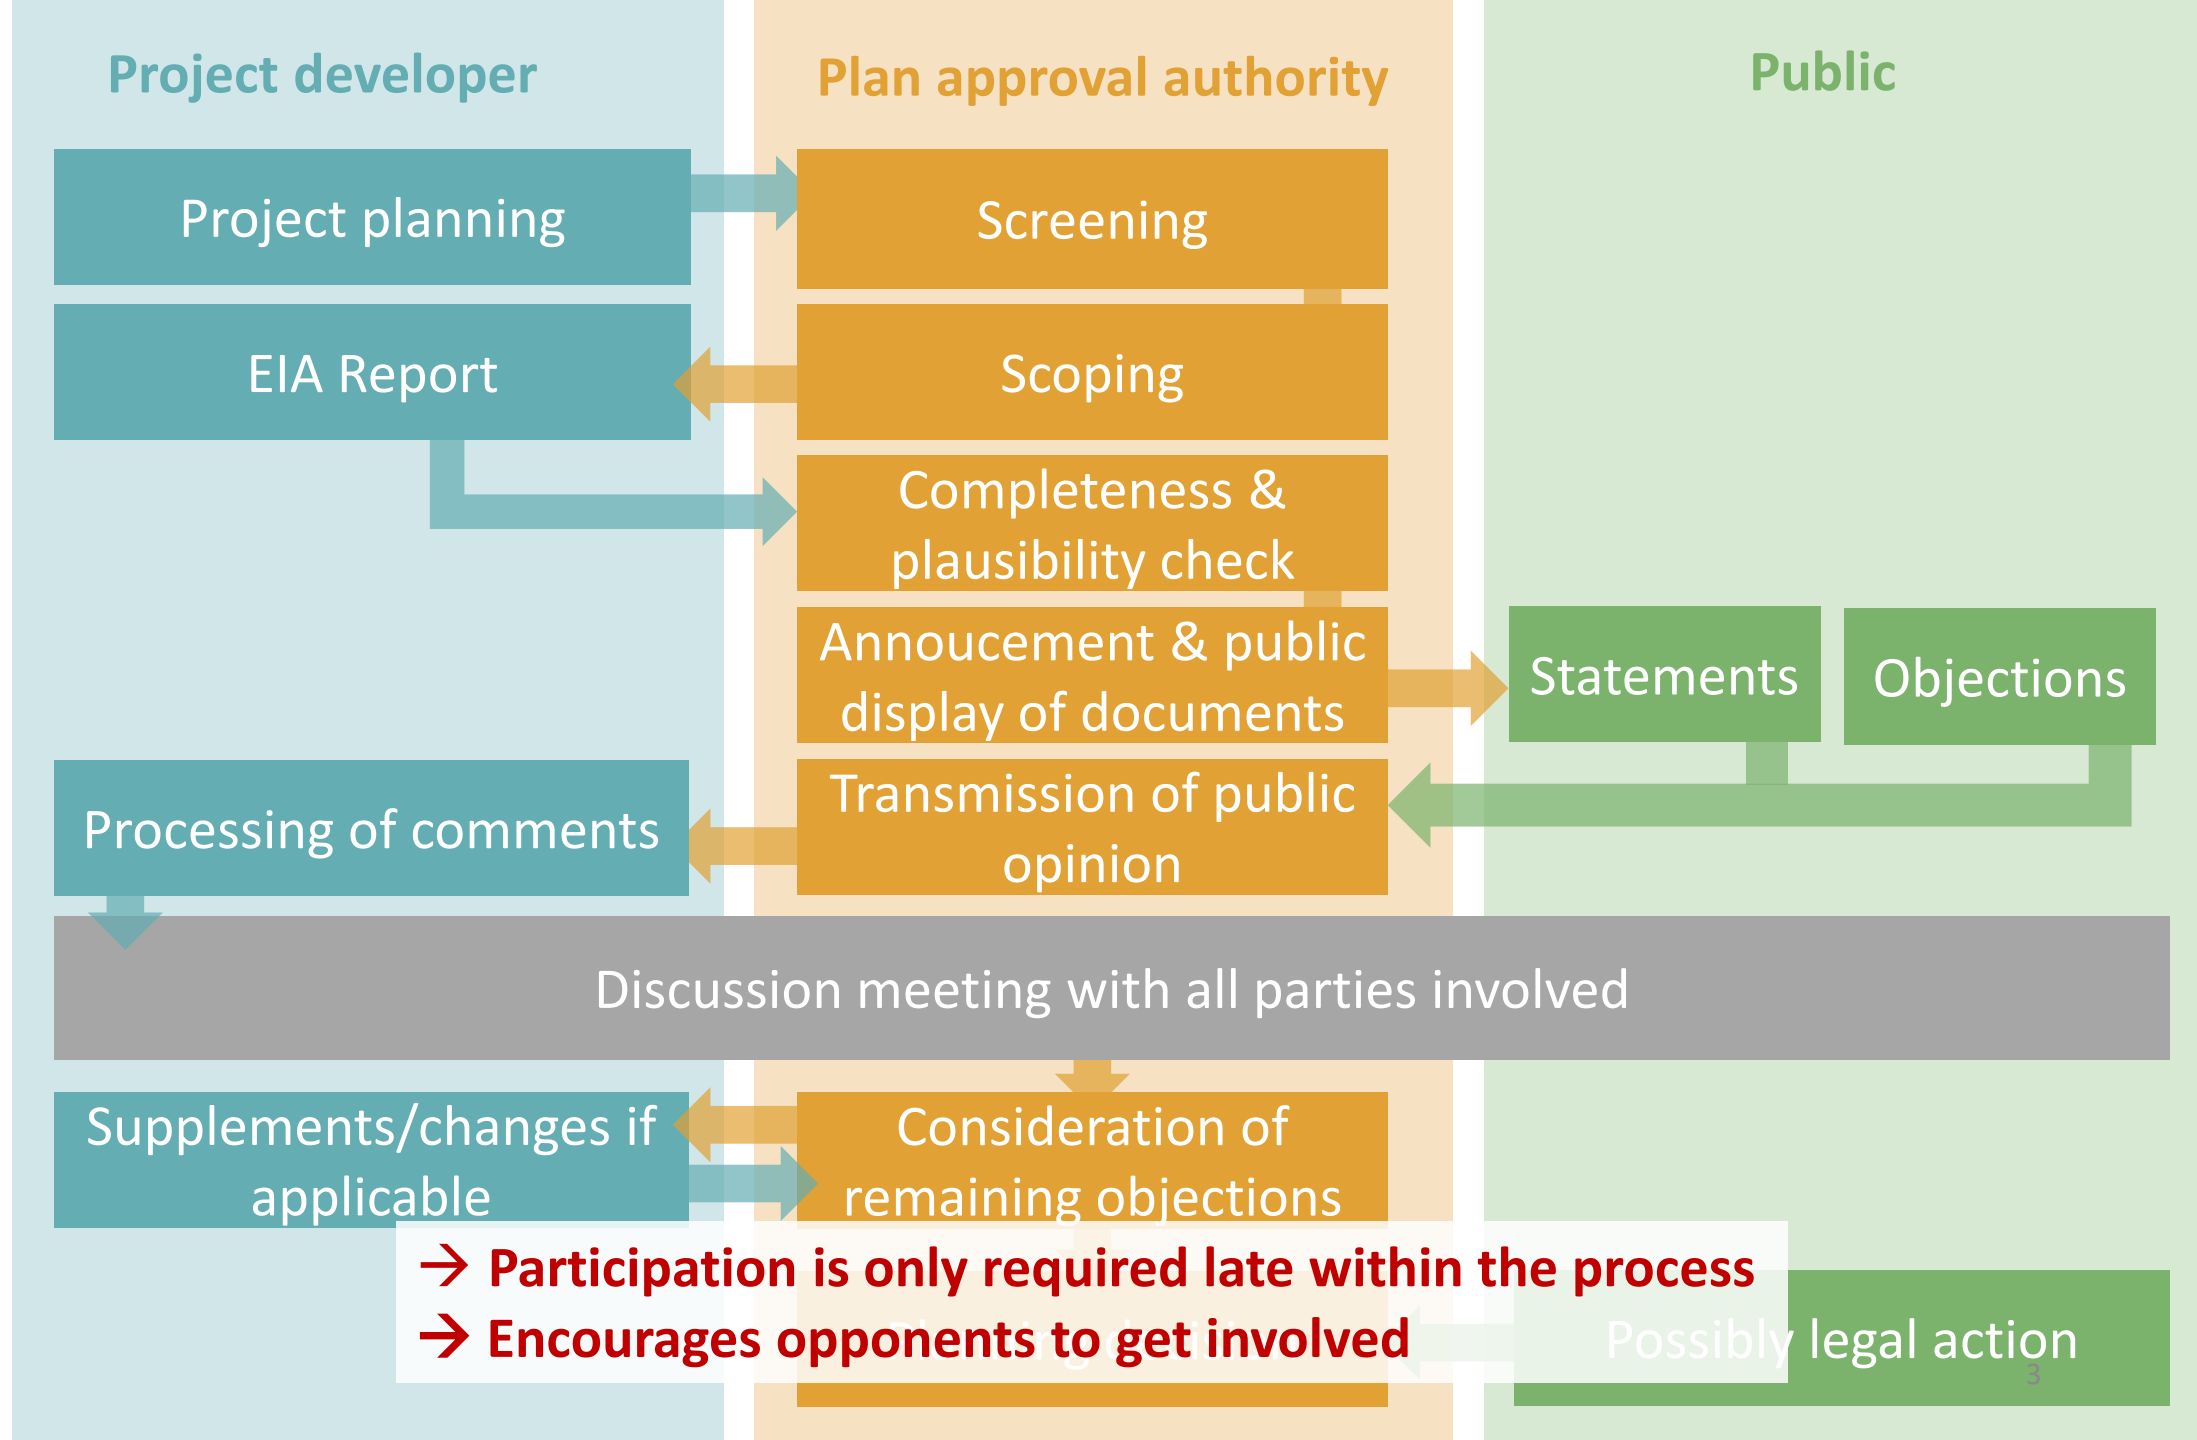 Project developer
Plan approval authority
Public
Project planning
Screening
EIA Report
Scoping
Completeness &
plausibility check
Annoucement & public
display of documents
Statements
Objections
Transmission of public
opinion
Processing of comments
Discussion meeting with all parties involved
Supplements/changes if
applicable
Consideration of
remaining objections
→ Participation is only required late within the process
→ Encourages opponents to get involved
Possibly legal action
3